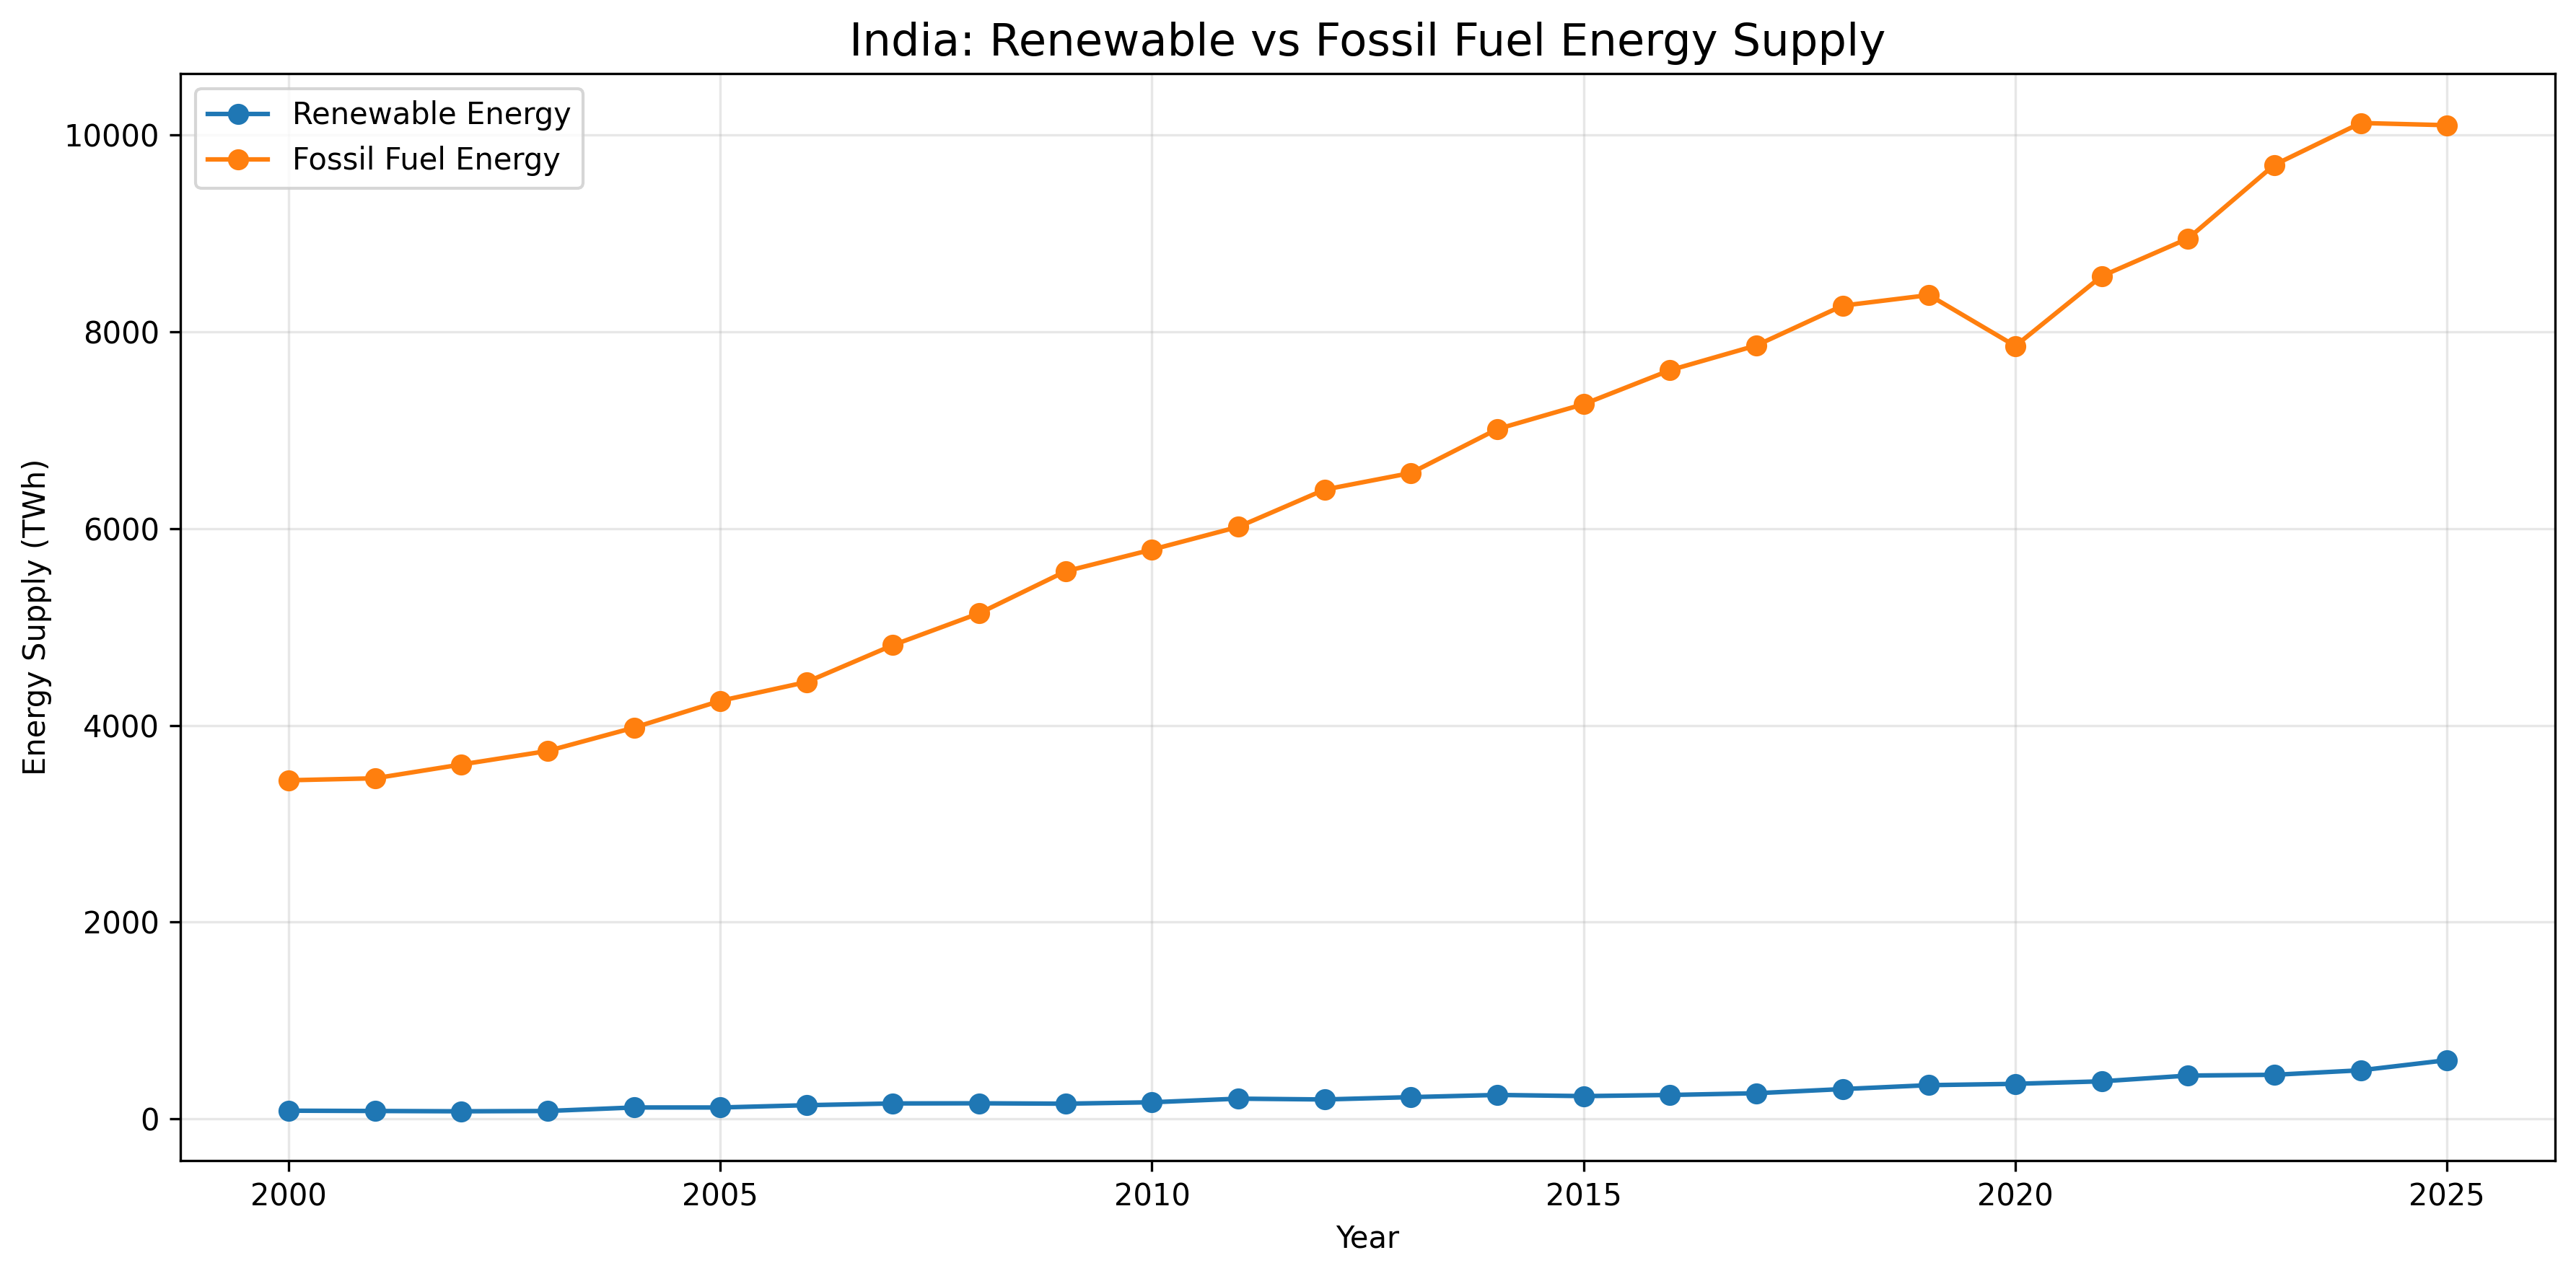 India: Renewable vs Fossil Fuel Energy Supply
Renewable Energy
Fossil Fuel Energy
10000
8000
6000
4000
2000
0
Energy Supply (TWh)
2000 2005 2010 2015 2020 2025
Year